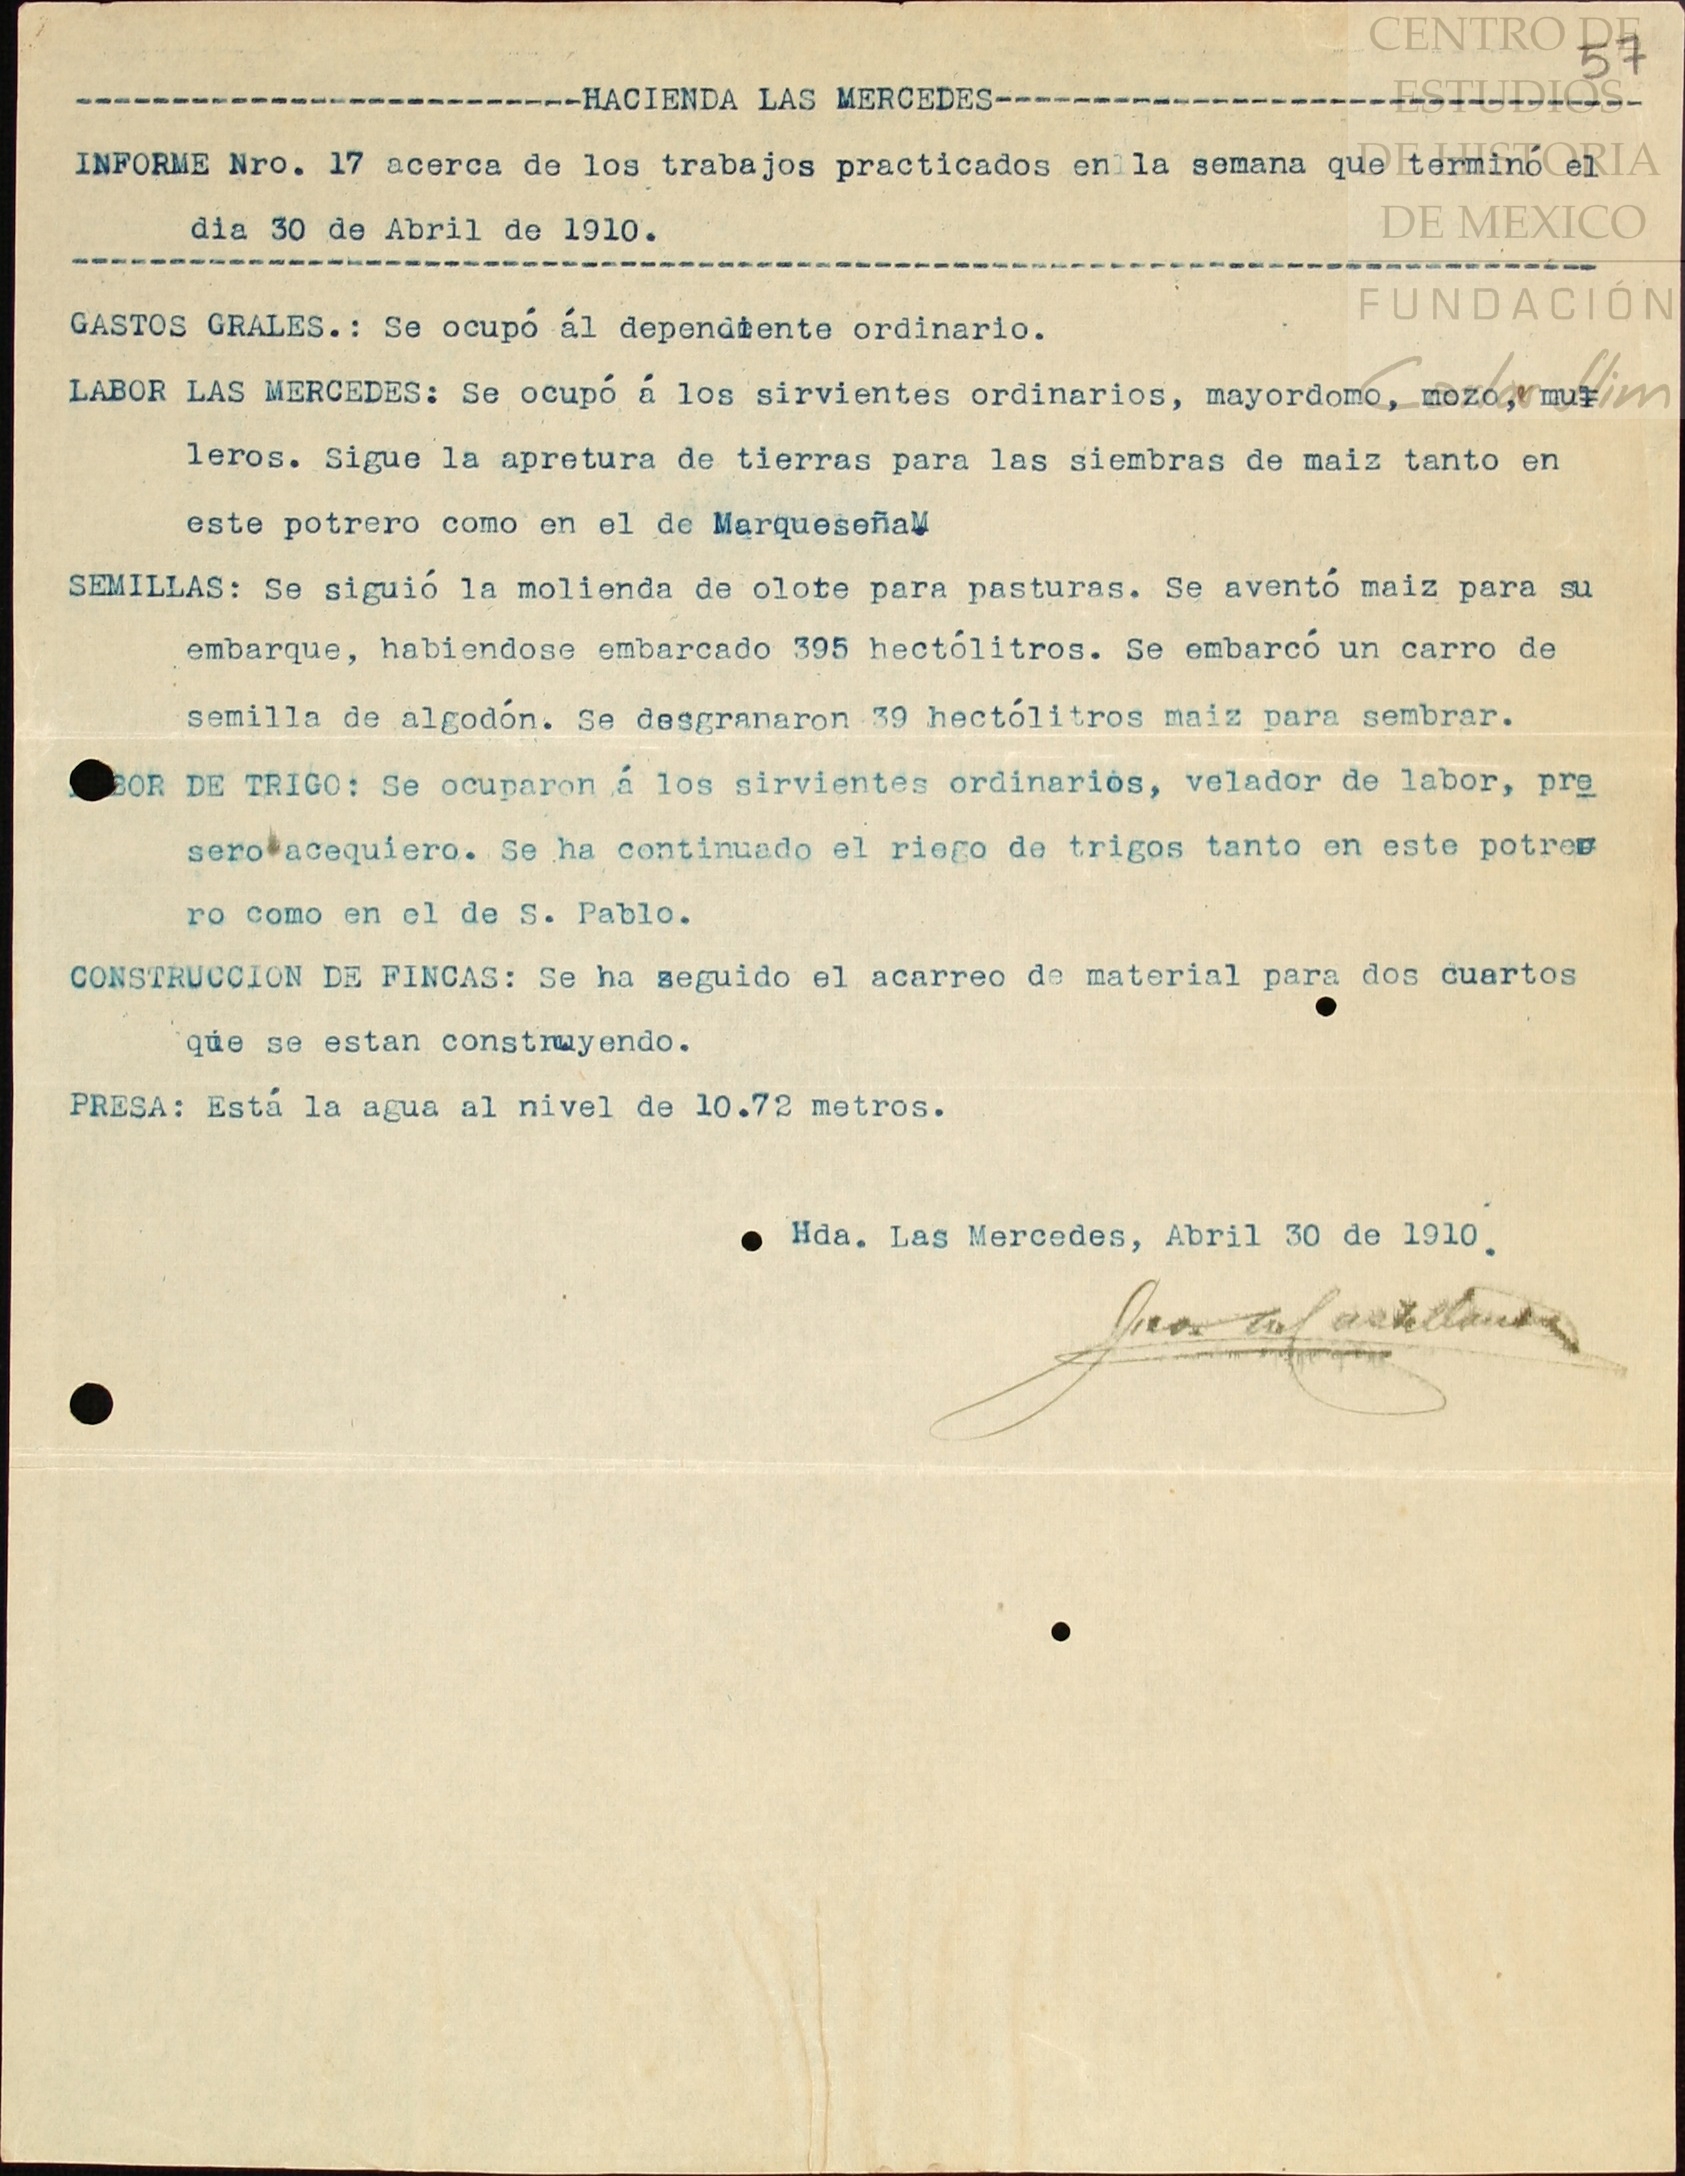 CENTRO DE
ESTUDIOS
DE HISTORIA
DE MEXICO
FUNDACIÓN
Carlos Slim
57
---------------------------HACIENDA LAS MERCEDES---------------------------------
INFORME Nro. 17 acerca de los trabajos practicados en la semana que terminó el
dia 30 de Abril de 1910.
GASTOS GRALES.: Se ocupó ál dependiente ordinario.
LABOR LAS MERCEDES: Se ocupó á los sirvientes ordinarios, mayordomo, mozo, mu-
leros. Sigue la apretura de tierras para las siembras de maiz tanto en
este potrero como en el de Marqueseña.
SEMILLAS: Se siguió la molienda de olote para pasturas. Se aventó maiz para su
embarque, habiendose embarcado 395 hectólitros. Se embarcó un carro de
semilla de algodón. Se desgranaron 39 hectólitros maiz para sembrar.
LABOR DE TRIGO: Se ocuparon á los sirvientes ordinarios, velador de labor, pre
sero acequiero. Se ha continuado el riego de trigos tanto en este potre-
ro como en el de S. Pablo.
CONSTRUCCION DE FINCAS: Se ha seguido el acarreo de material para dos cuartos
que se estan construyendo.
PRESA: Está la agua al nivel de 10.72 metros.
Hda. Las Mercedes, Abril 30 de 1910.